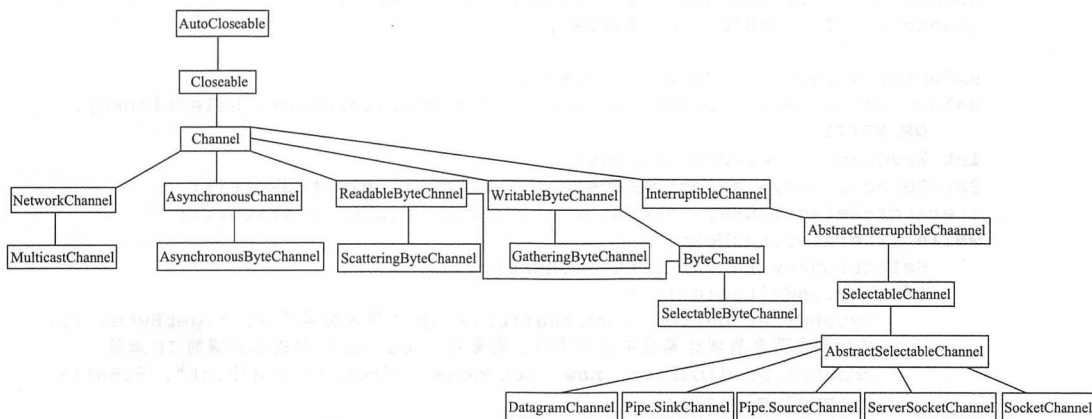 AutoCloseable
Closeable
Channel
NetworkChannel
AsynchronousChannel
ReadableByteChannel
WritableByteChannel
InterruptibleChannel
AbstractInterruptibleChaannel
MulticastChannel
AsynchronousByteChannel
ScatteringByteChannel
GatheringByteChannel
ByteChannel
SelectableChannel
SelectableByteChannel
AbstractSelectableChannel
DatagramChannel
Pipe.SinkChannel
Pipe.SourceChannel
ServerSocketChannel
SocketChannel